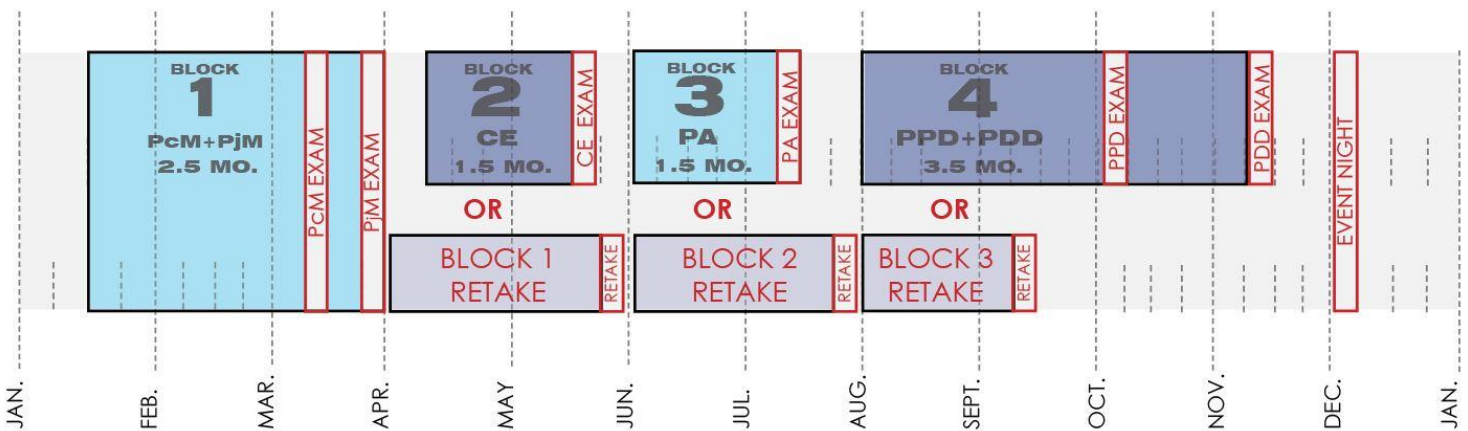 BLOCK
1
PcM+PjM
2.5 MO.
PcM EXAM
PjM EXAM
BLOCK
2
CE
1.5 MO.
CE EXAM
BLOCK
3
PA
1.5 MO.
PA EXAM
BLOCK
4
PPD+PDD
3.5 MO.
PPD EXAM
PDD EXAM
EVENT NIGHT
OR
OR
OR
BLOCK 1
RETAKE
RETAKE
BLOCK 2
RETAKE
RETAKE
BLOCK 3
RETAKE
RETAKE
JAN.
FEB.
MAR.
APR.
MAY
JUN.
JUL.
AUG.
SEPT.
OCT.
NOV.
DEC.
JAN.